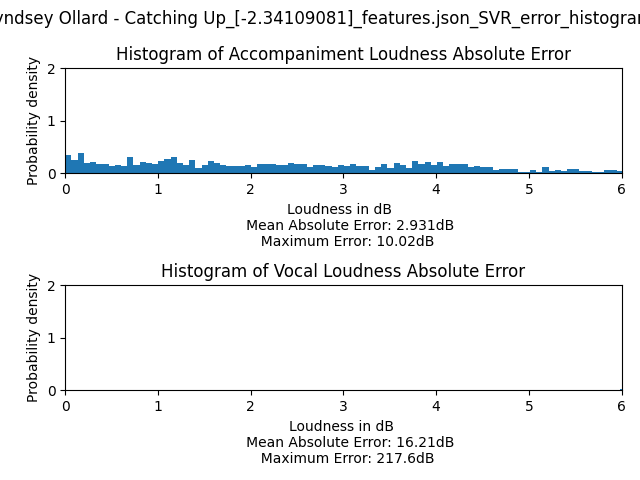 yndsey Ollard - Catching Up_[-2.34109081]_features.json_SVR_error_histogram
Histogram of Accompaniment Loudness Absolute Error
Probability density
2
1
0
0 1 2 3 4 5 6
Loudness in dB
Mean Absolute Error: 2.931dB
Maximum Error: 10.02dB
Histogram of Vocal Loudness Absolute Error
Probability density
2
1
0
0 1 2 3 4 5 6
Loudness in dB
Mean Absolute Error: 16.21dB
Maximum Error: 217.6dB